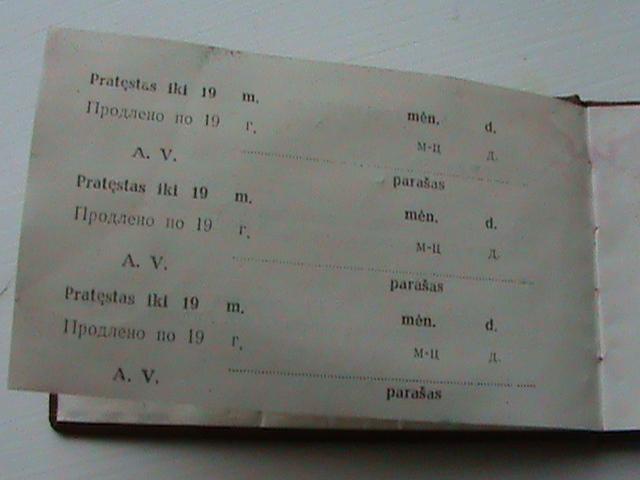 Pratęstas iki 19 m. mėn. d.
Продлено по 19 г. м-ц д.
A. V.
parašas
Pratęstas iki 19 m. mėn. d.
Продлено по 19 г. м-ц д.
A. V.
parašas
Pratęstas iki 19 m. mėn. d.
Продлено по 19 г. м-ц д.
A. V.
parašas